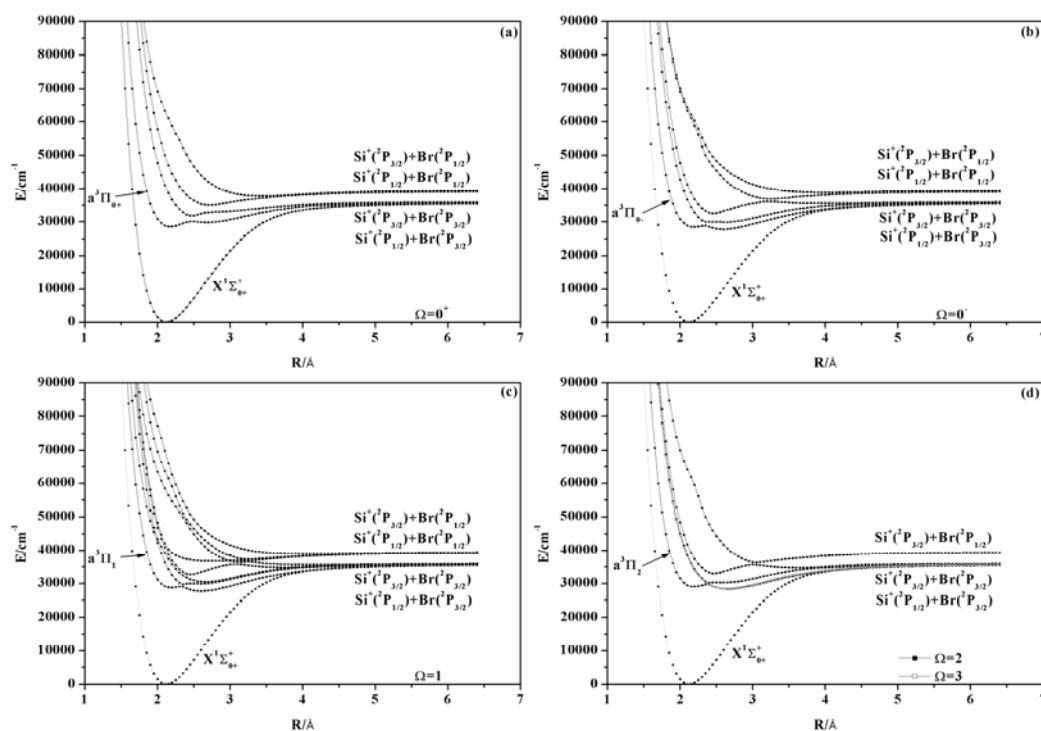 (a)
E/cm⁻¹
90000
80000
70000
60000
50000
40000
30000
20000
10000
0
a³Π₀₊
Si⁺(²P₃/₂)+Br(²P₁/₂)
Si⁺(²P₁/₂)+Br(²P₁/₂)
Si⁺(²P₃/₂)+Br(²P₃/₂)
Si⁺(²P₁/₂)+Br(²P₃/₂)
X¹Σ⁺₀₊
Ω=0⁺
1 2 3 4 5 6 7
R/Å
(b)
E/cm⁻¹
90000
80000
70000
60000
50000
40000
30000
20000
10000
0
a³Π₀₋
Si⁺(²P₃/₂)+Br(²P₁/₂)
Si⁺(²P₁/₂)+Br(²P₁/₂)
Si⁺(²P₃/₂)+Br(²P₃/₂)
Si⁺(²P₁/₂)+Br(²P₃/₂)
X¹Σ⁺₀₊
Ω=0⁻
1 2 3 4 5 6 7
R/Å
(c)
E/cm⁻¹
90000
80000
70000
60000
50000
40000
30000
20000
10000
0
a³Π₁
Si⁺(²P₃/₂)+Br(²P₁/₂)
Si⁺(²P₁/₂)+Br(²P₁/₂)
Si⁺(²P₃/₂)+Br(²P₃/₂)
Si⁺(²P₁/₂)+Br(²P₃/₂)
X¹Σ⁺₀₊
Ω=1
1 2 3 4 5 6 7
R/Å
(d)
E/cm⁻¹
90000
80000
70000
60000
50000
40000
30000
20000
10000
0
a³Π₂
Si⁺(²P₃/₂)+Br(²P₁/₂)
Si⁺(²P₃/₂)+Br(²P₃/₂)
Si⁺(²P₁/₂)+Br(²P₃/₂)
X¹Σ⁺₀₊
Ω=2
Ω=3
1 2 3 4 5 6 7
R/Å